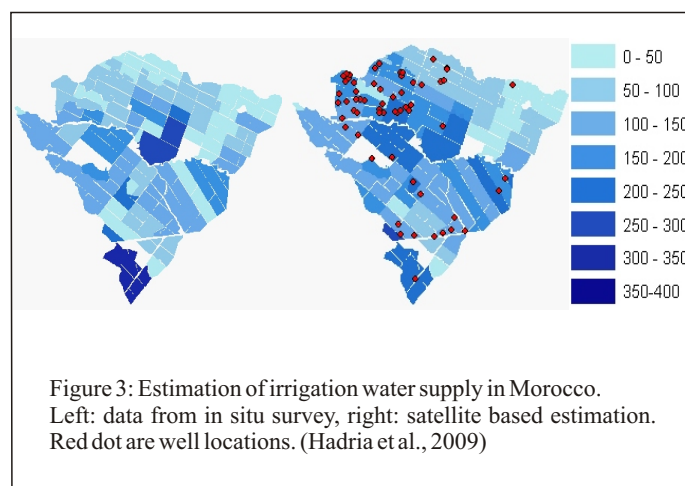 0 - 50
50 - 100
100 - 150
150 - 200
200 - 250
250 - 300
300 - 350
350-400
Figure 3: Estimation of irrigation water supply in Morocco.
Left: data from in situ survey, right: satellite based estimation.
Red dot are well locations. (Hadria et al., 2009)